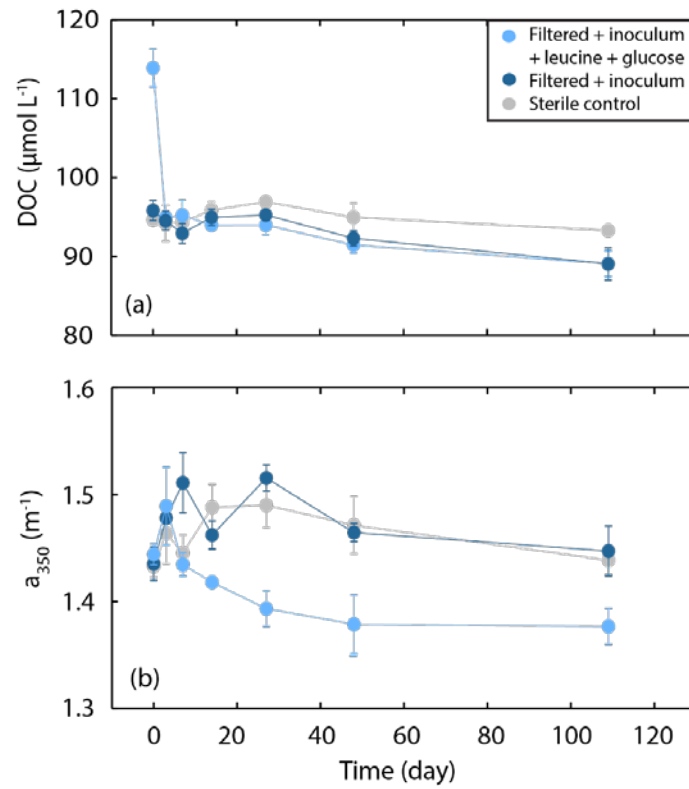 120
Filtered + inoculum
+ leucine + glucose
Filtered + inoculum
Sterile control
110
100
90
80
DOC (μmol L⁻¹)
(a)
1.6
1.5
1.4
1.3
a₃₅₀ (m⁻¹)
(b)
0 20 40 60 80 100 120
Time (day)